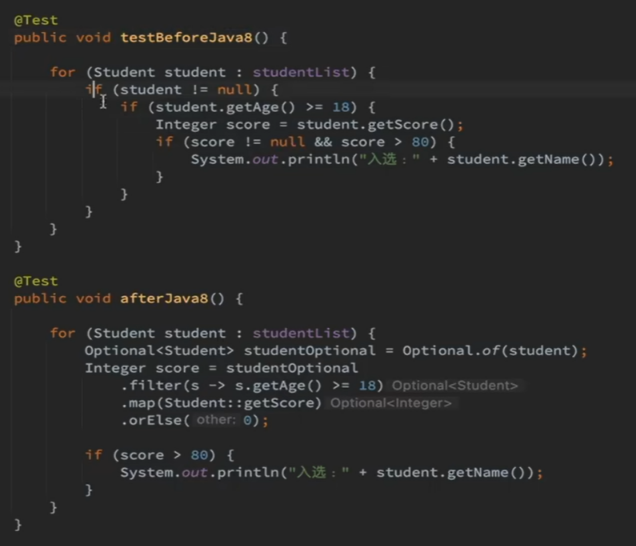 @Test
public void testBeforeJava8() {
for (Student student : studentList) {
if (student != null) {
if (student.getAge() >= 18) {
Integer score = student.getScore();
if (score != null && score > 80) {
System.out.println("入选：" + student.getName());
}
}
}
}
}
@Test
public void afterJava8() {
for (Student student : studentList) {
Optional<Student> studentOptional = Optional.of(student);
Integer score = studentOptional
.filter(s -> s.getAge() >= 18) Optional<Student>
.map(Student::getScore) Optional<Integer>
.orElse( other: 0);
if (score > 80) {
System.out.println("入选：" + student.getName());
}
}
}